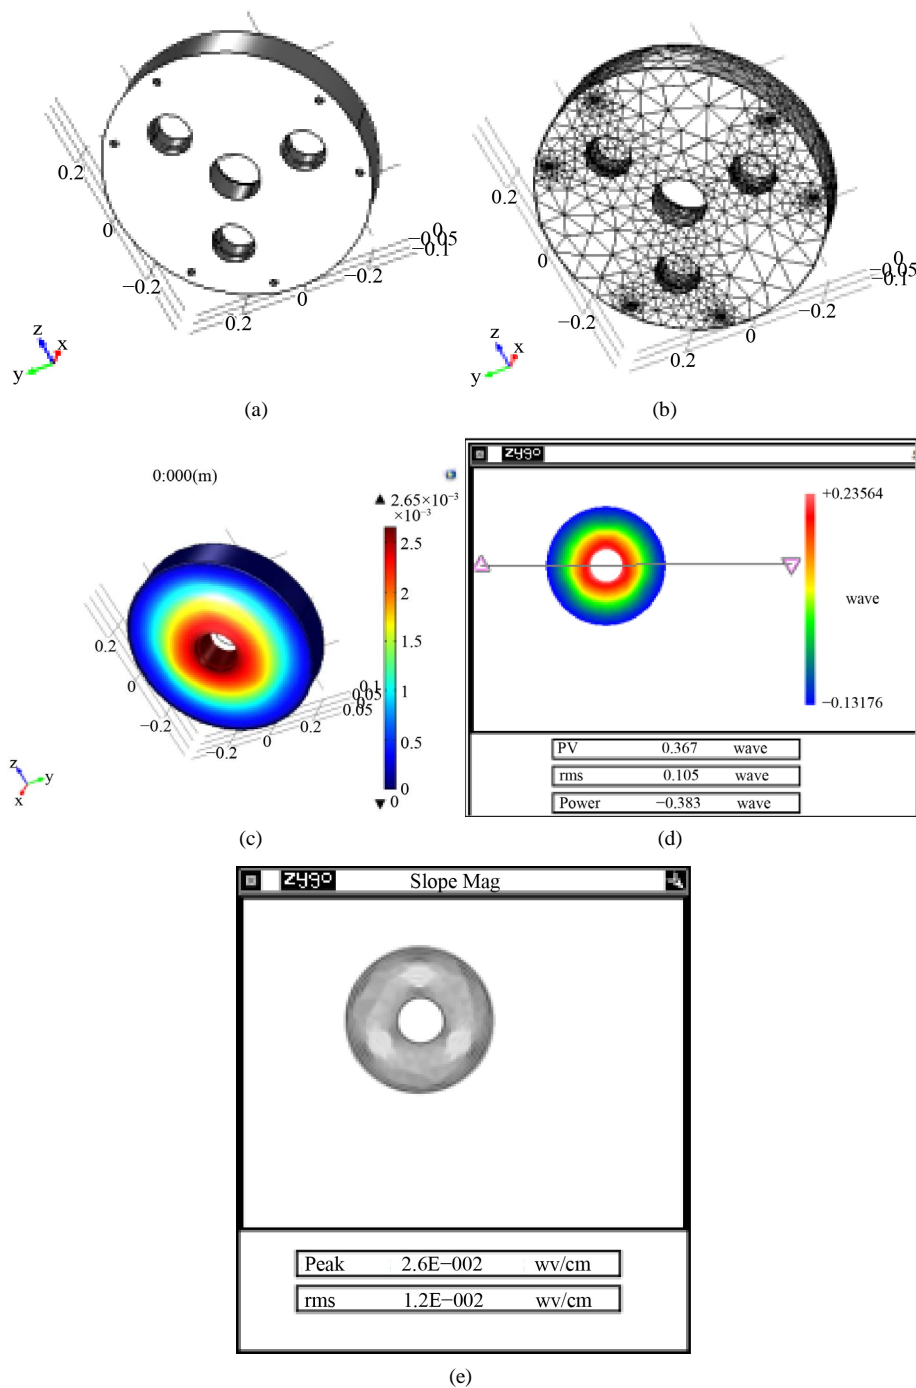 0.2
0
−0.2
0.2
0
−0.2
0
−0.05
−0.1
z
x
y
(a)
0.2
0
−0.2
0.2
0
−0.2
0
−0.05
−0.1
z
x
y
(b)
0:000(m)
▲ 2.65×10⁻³
×10⁻³
2.5
2
1.5
1
0.5
0
▼ 0
0.2
0
−0.2
−0.2
0
0.2
0.1
0.05
0.05
z
y
x
(c)
zygo
+0.23564
wave
−0.13176
PV 0.367 wave
rms 0.105 wave
Power −0.383 wave
(d)
zygo Slope Mag
Peak 2.6E−002 wv/cm
rms 1.2E−002 wv/cm
(e)